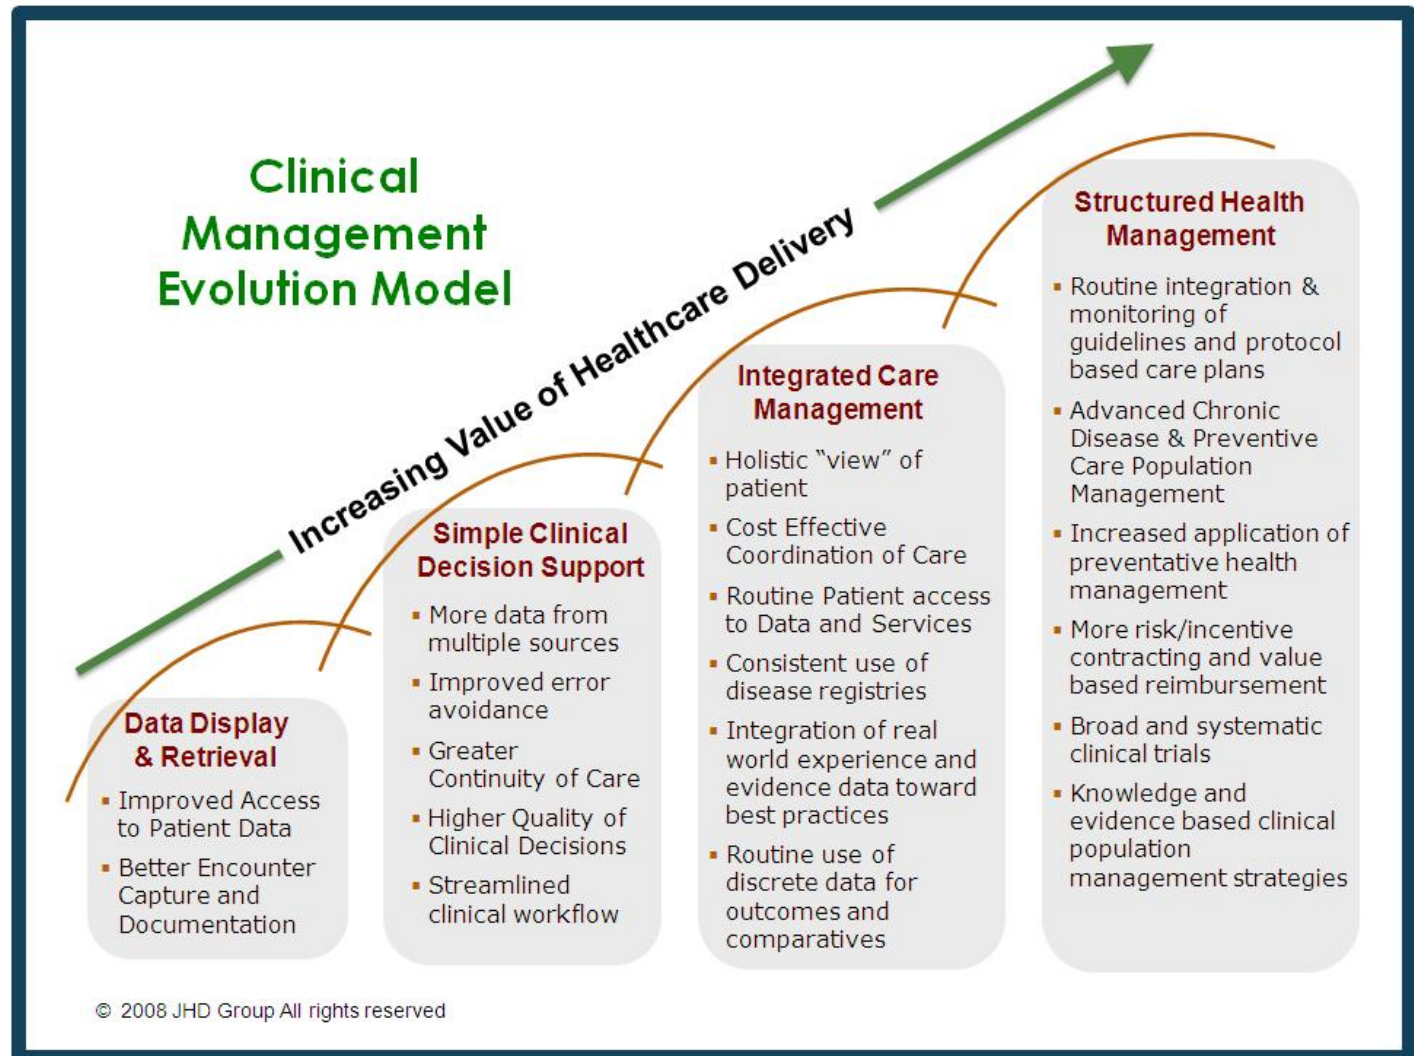 Clinical
Management
Evolution Model
Increasing Value of Healthcare Delivery
Data Display
& Retrieval
▪ Improved Access
to Patient Data
▪ Better Encounter
Capture and
Documentation
Simple Clinical
Decision Support
▪ More data from
multiple sources
▪ Improved error
avoidance
▪ Greater
Continuity of Care
▪ Higher Quality of
Clinical Decisions
▪ Streamlined
clinical workflow
Integrated Care
Management
▪ Holistic “view” of
patient
▪ Cost Effective
Coordination of Care
▪ Routine Patient access
to Data and Services
▪ Consistent use of
disease registries
▪ Integration of real
world experience and
evidence data toward
best practices
▪ Routine use of
discrete data for
outcomes and
comparatives
Structured Health
Management
▪ Routine integration &
monitoring of
guidelines and protocol
based care plans
▪ Advanced Chronic
Disease & Preventive
Care Population
Management
▪ Increased application of
preventative health
management
▪ More risk/incentive
contracting and value
based reimbursement
▪ Broad and systematic
clinical trials
▪ Knowledge and
evidence based clinical
population
management strategies
© 2008 JHD Group All rights reserved